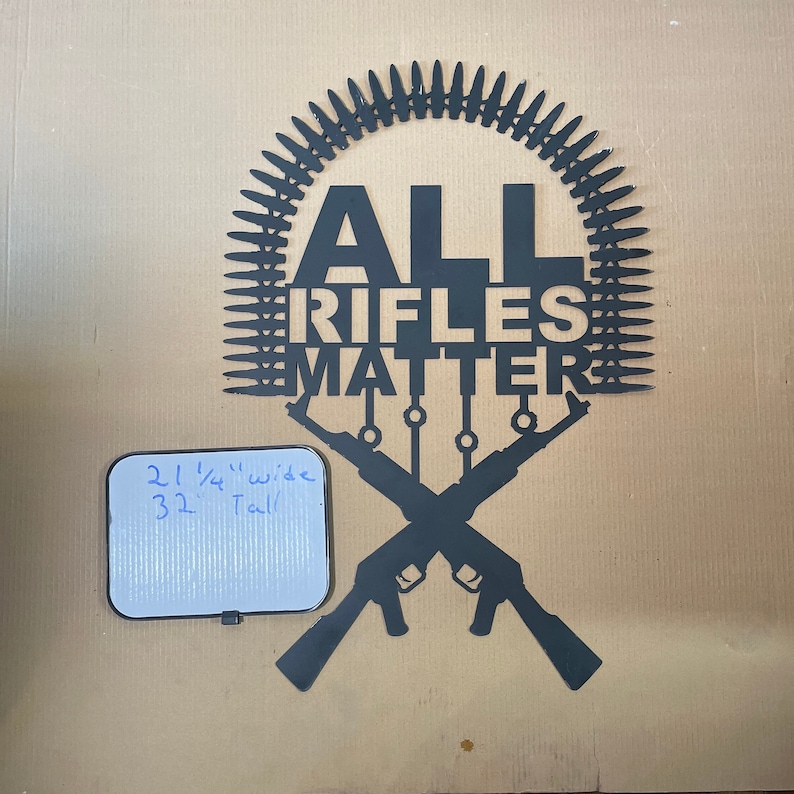 ALL
RIFLES
MATTER
21 1/4" wide
32" Tall